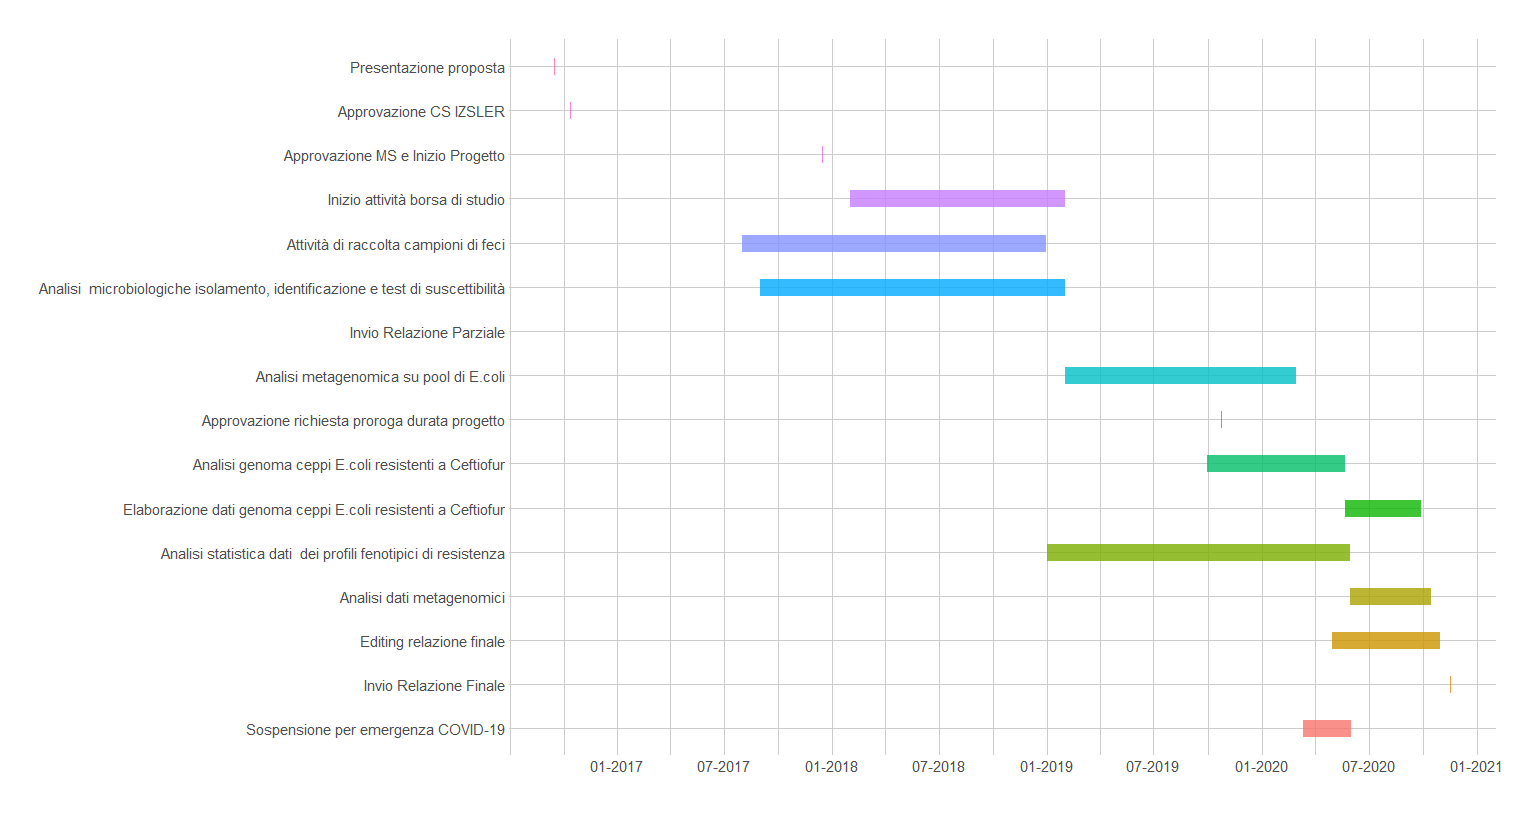 Presentazione proposta
Approvazione CS IZSLER
Approvazione MS e Inizio Progetto
Inizio attività borsa di studio
Attività di raccolta campioni di feci
Analisi  microbiologiche isolamento, identificazione e test di suscettibilità
Invio Relazione Parziale
Analisi metagenomica su pool di E.coli
Approvazione richiesta proroga durata progetto
Analisi genoma ceppi E.coli resistenti a Ceftiofur
Elaborazione dati genoma ceppi E.coli resistenti a Ceftiofur
Analisi statistica dati  dei profili fenotipici di resistenza
Analisi dati metagenomici
Editing relazione finale
Invio Relazione Finale
Sospensione per emergenza COVID-19
01-2017 07-2017 01-2018 07-2018 01-2019 07-2019 01-2020 07-2020 01-2021